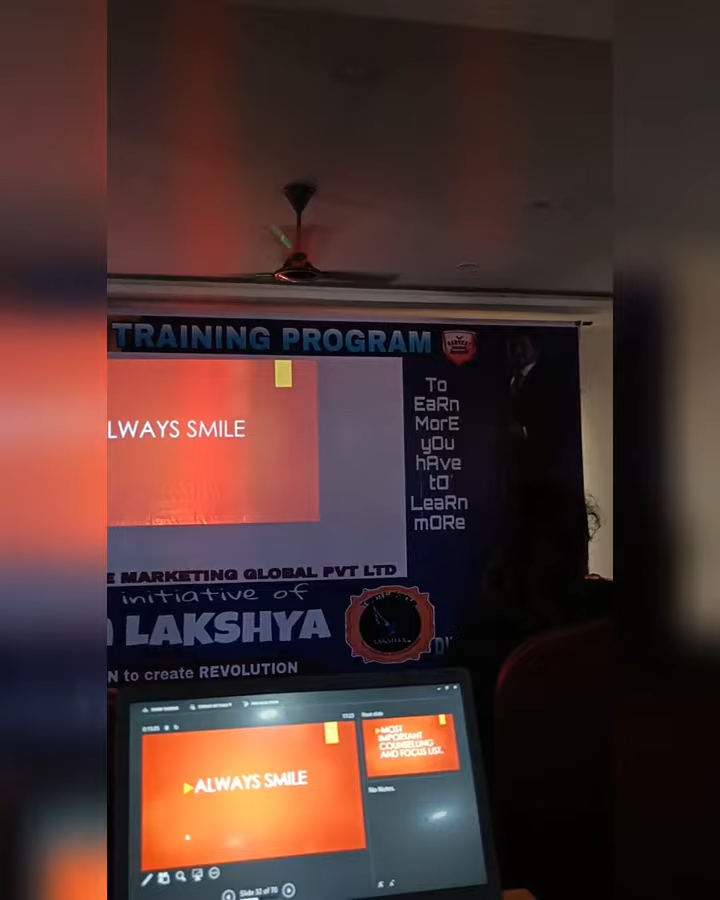 TRAINING PROGRAM
LWAYS SMILE
To
EaRn
MorE
yOu
hAve
to
LeaRn
mORe
E MARKETING GLOBAL PVT LTD
initiative of
LAKSHYA
N to create REVOLUTION
ALWAYS SMILE
MOST
IMPORTANT
COUNSELLING
AND FOCUS LIST.
No Notes.
Slide 32 of 70